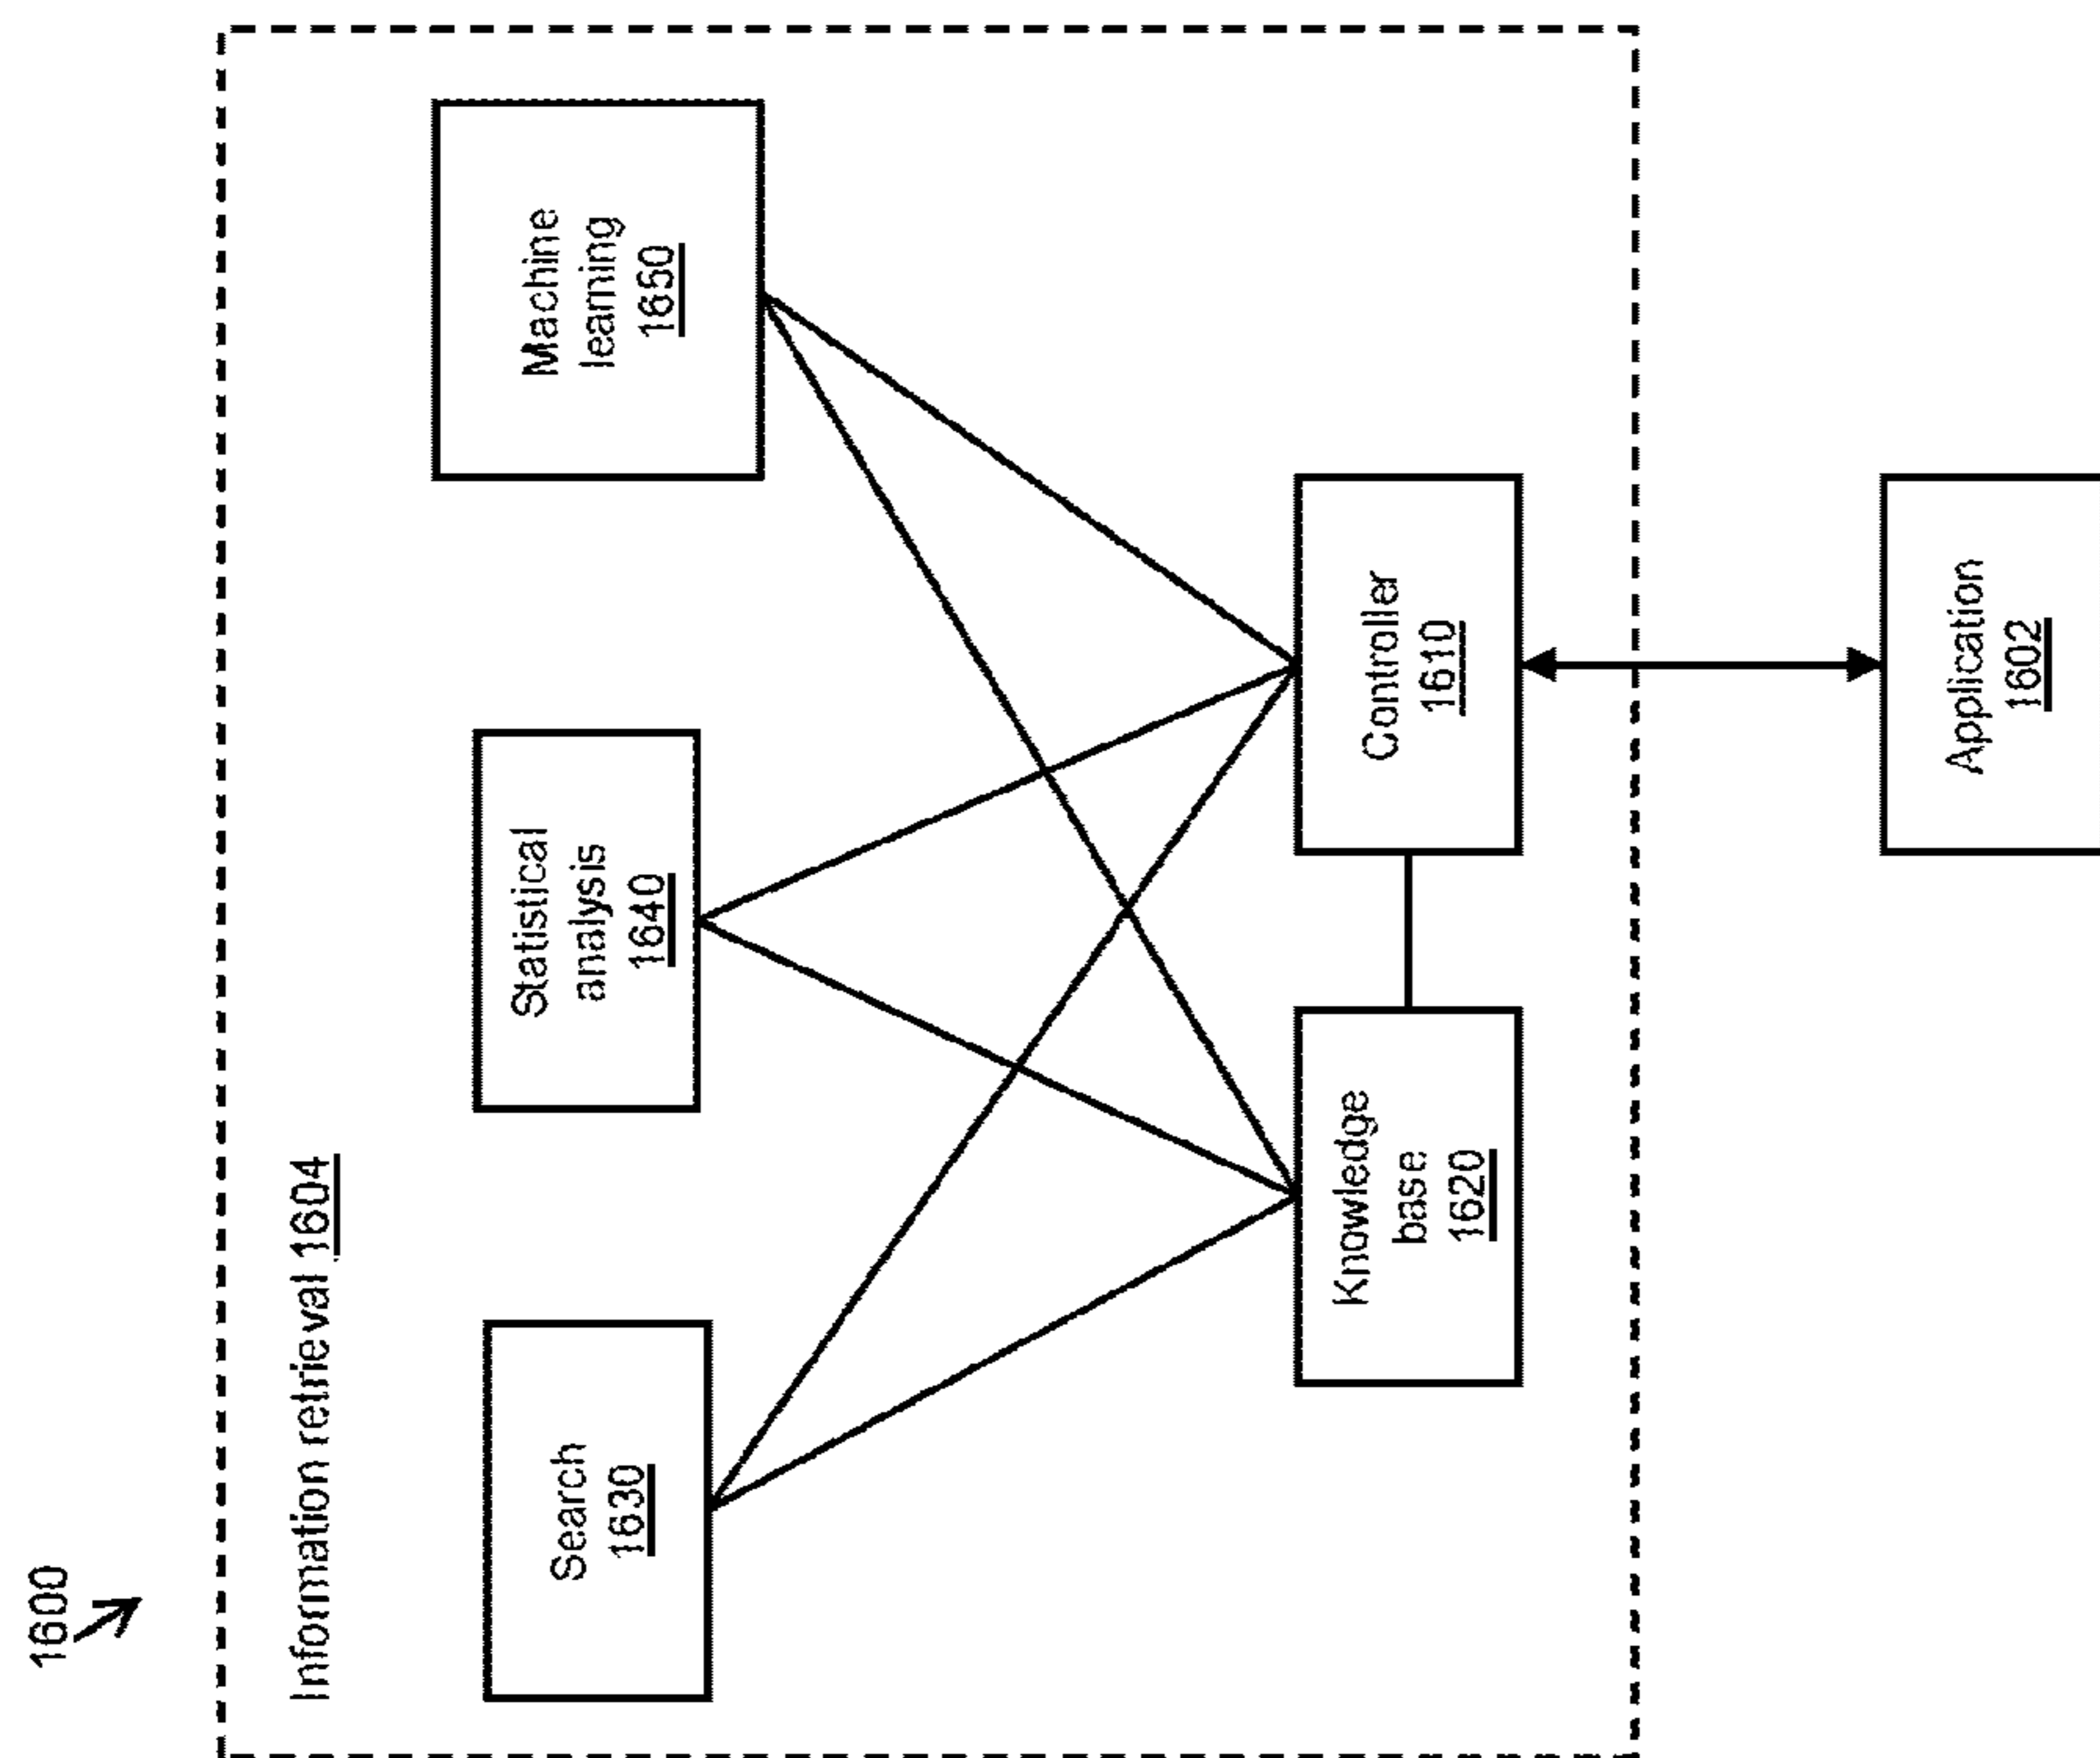 1600
Information retrieval 1604
Search
1630
Statistical
analysis
1640
Machine
learning
1650
Knowledge
base
1620
Controller
1610
Application
1602